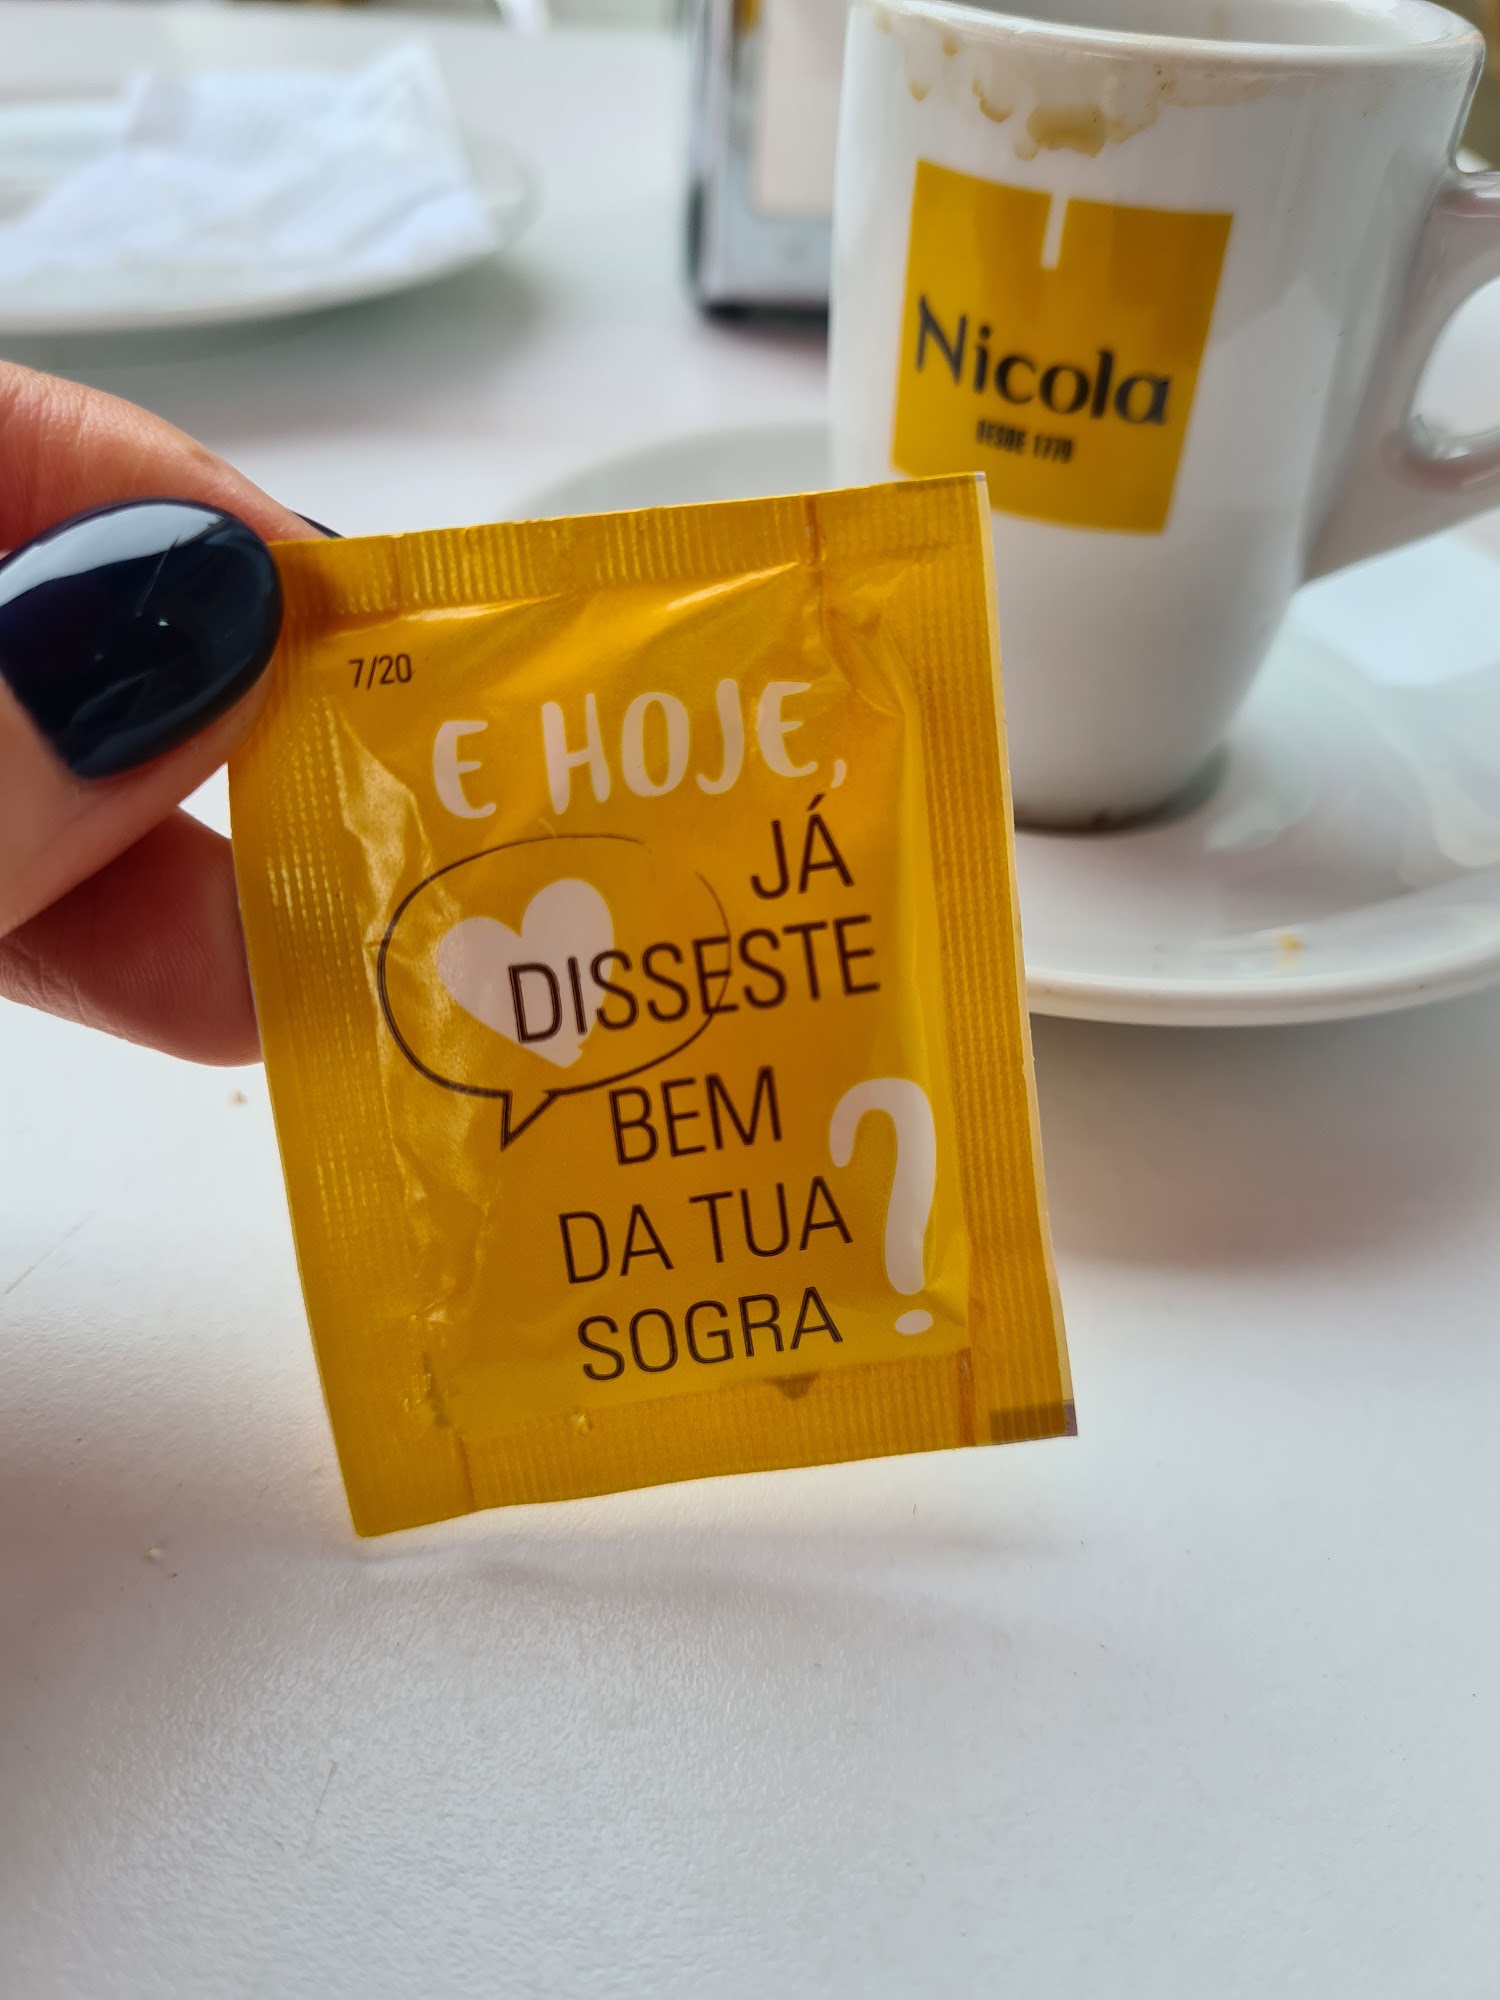 Nicola
DESDE 1779
7/20
E HOJE,
JÁ
DISSESTE
BEM
DA TUA
SOGRA?